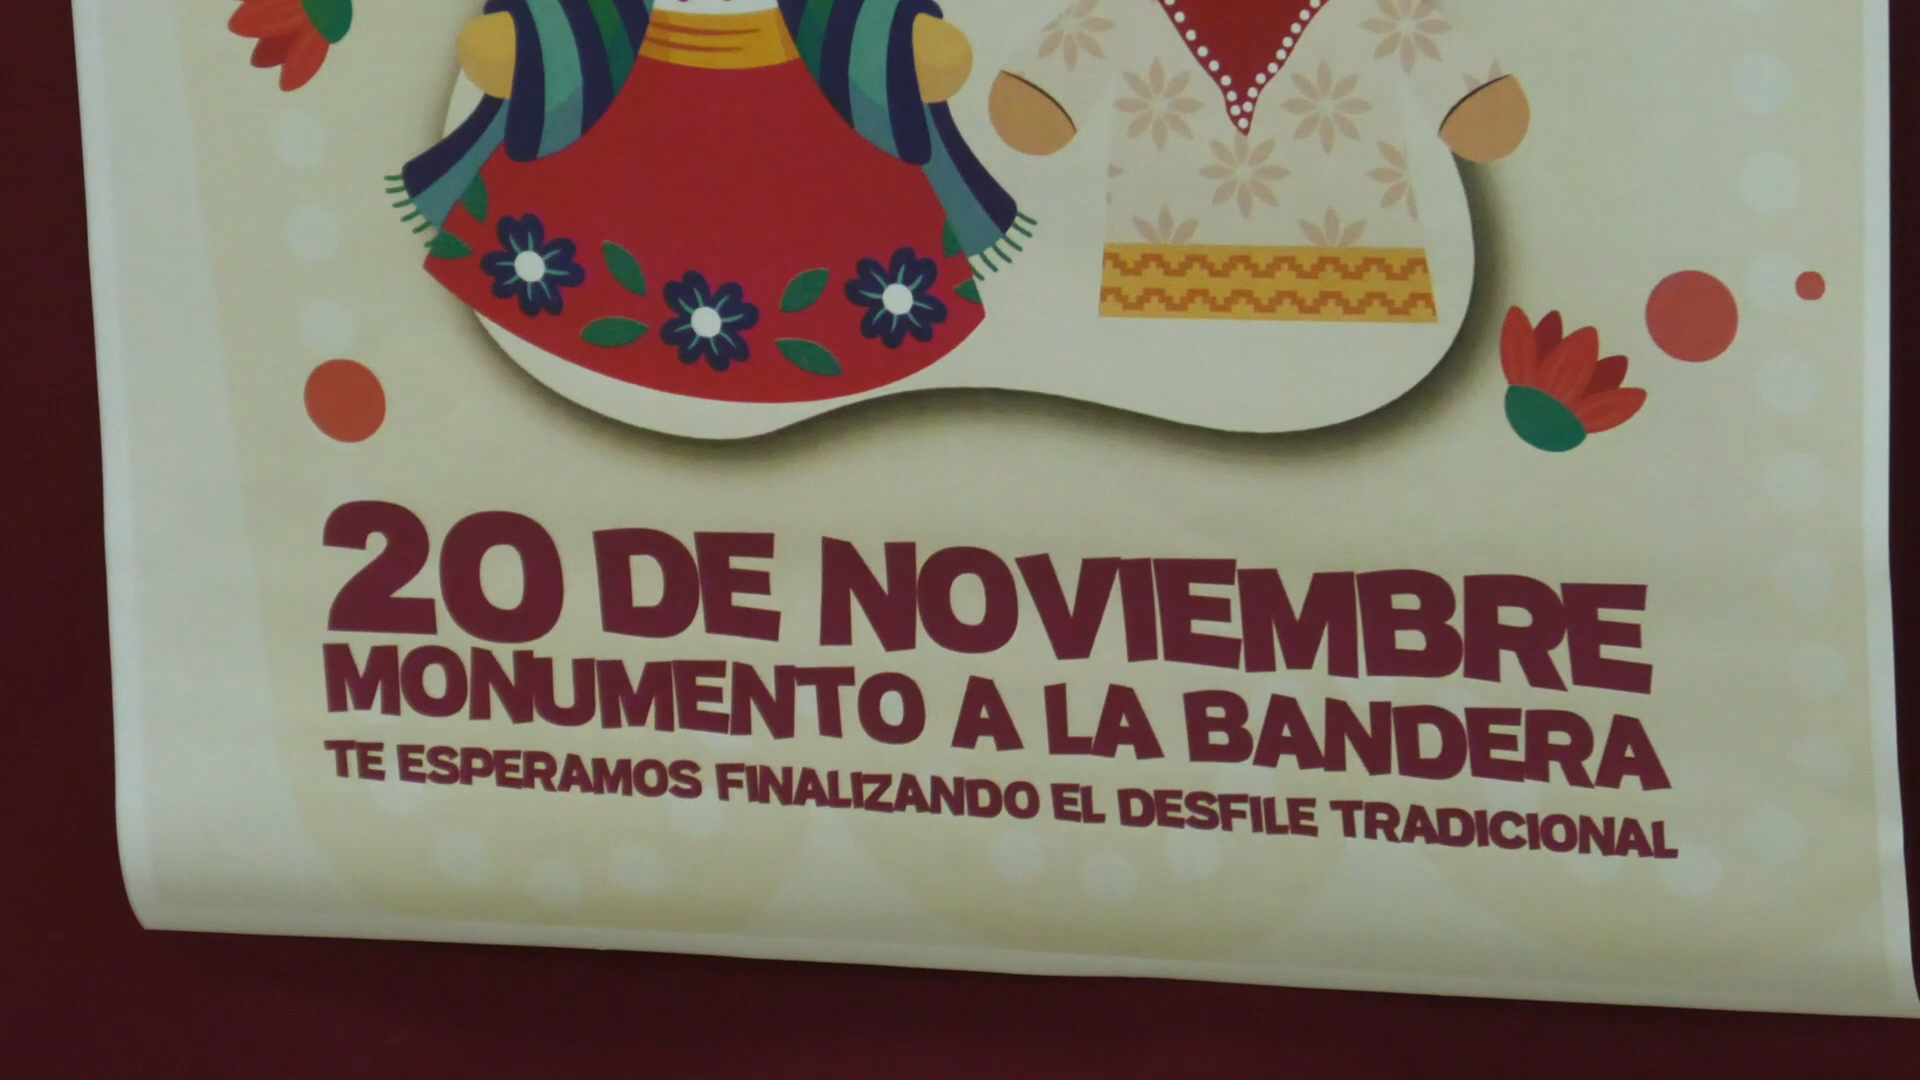 20 DE NOVIEMBRE
MONUMENTO A LA BANDERA
TE ESPERAMOS FINALIZANDO EL DESFILE TRADICIONAL